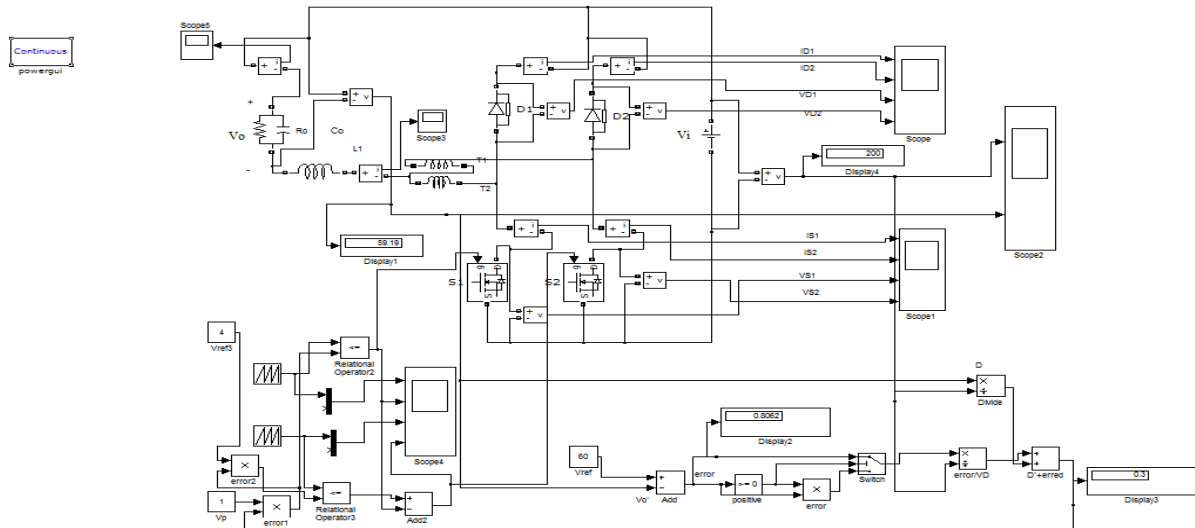 Scope5
Continuous
powergui
ID1
ID2
VD1
VD2
Scope
D1
D2
Vi
Vo
Ro
Co
L1
Scope3
T1
T2
200
Display4
Scope2
59.19
Display1
IS1
IS2
VS1
VS2
Scope1
S1
S2
4
Vref3
<=
Relational
Operator2
Scope4
D
Divide
0.8062
Display2
60
Vref
error
Vo'
Add
>= 0
positive
error
Switch
error/VD
D'+erred
0.3
Display3
error2
1
Vp
error1
<=
Relational
Operator3
Add2